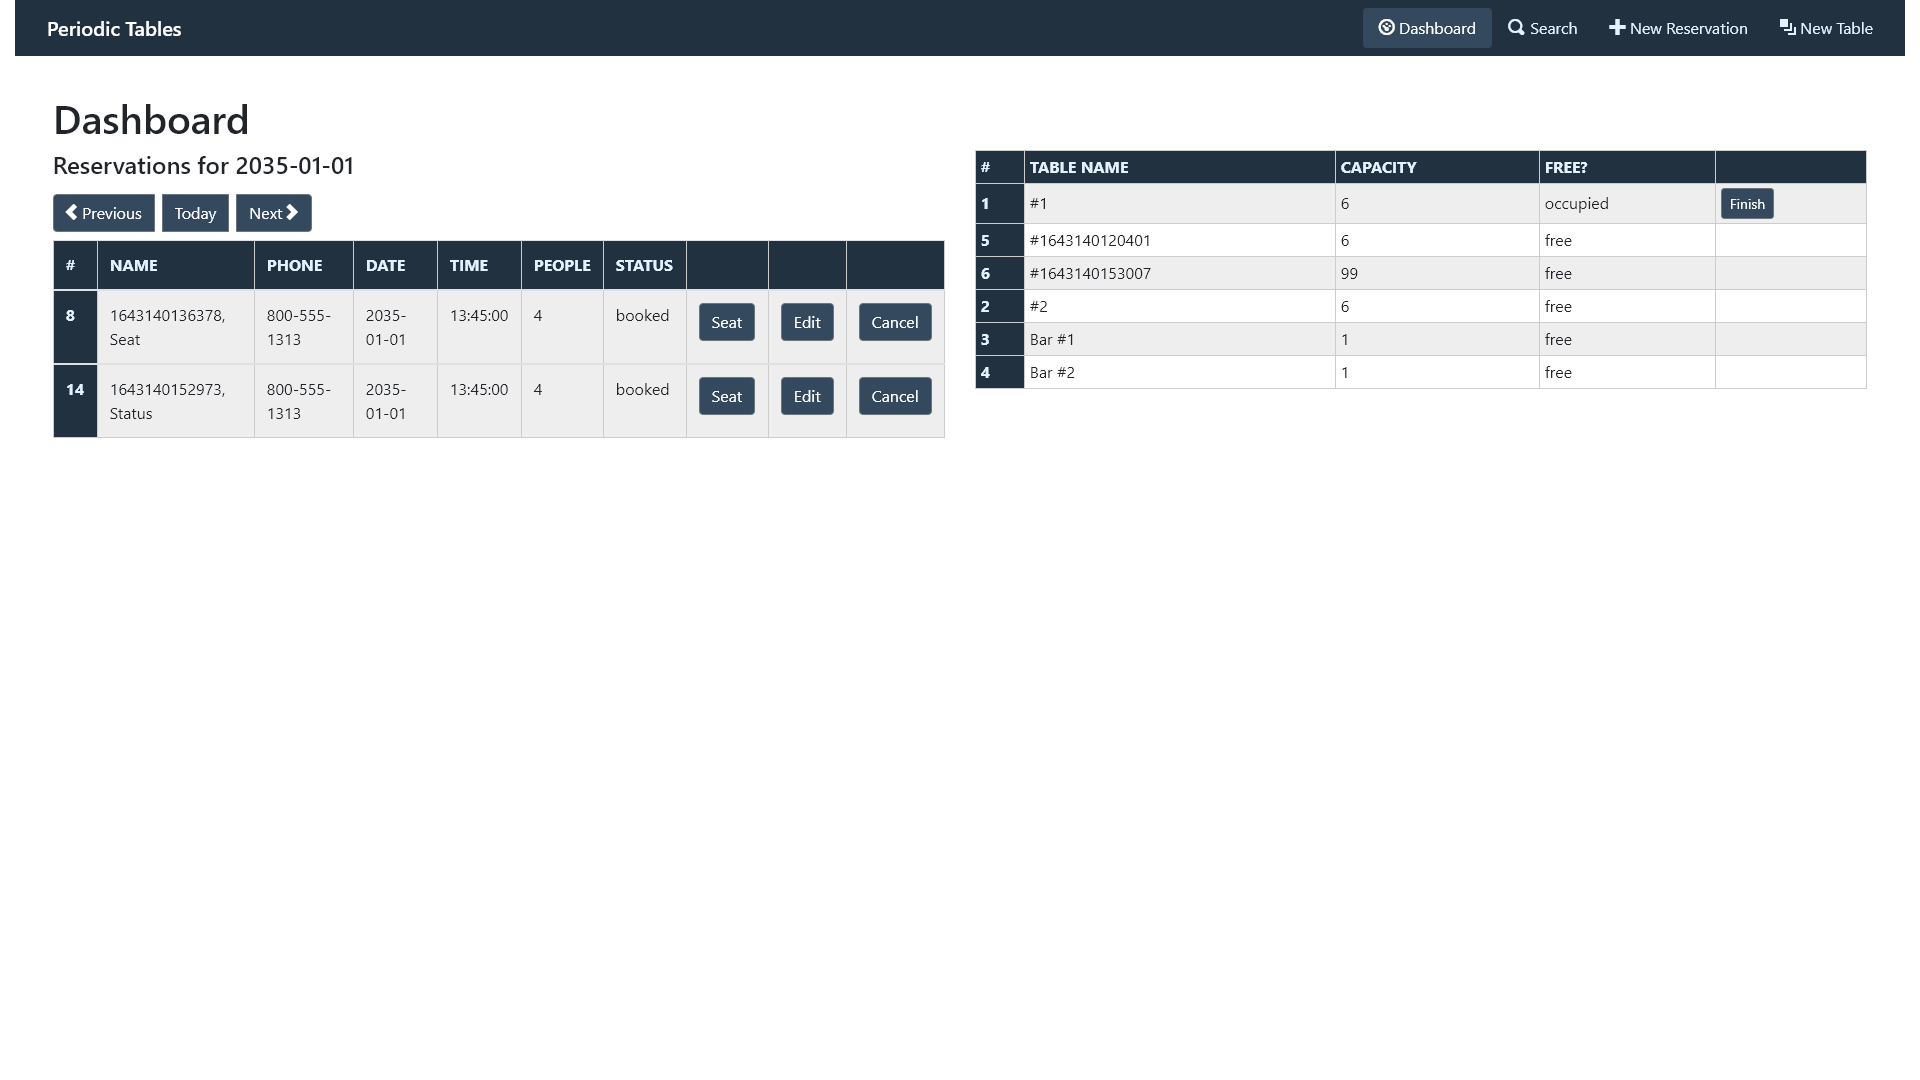 Periodic Tables
Dashboard Search New Reservation New Table
Dashboard
Reservations for 2035-01-01
Previous Today Next
# NAME PHONE DATE TIME PEOPLE STATUS
8 1643140136378, 800-555- 2035- 13:45:00 4 booked Seat Edit Cancel
Seat 1313 01-01
14 1643140152973, 800-555- 2035- 13:45:00 4 booked Seat Edit Cancel
Status 1313 01-01
# TABLE NAME CAPACITY FREE?
1 #1 6 occupied Finish
5 #1643140120401 6 free
6 #1643140153007 99 free
2 #2 6 free
3 Bar #1 1 free
4 Bar #2 1 free